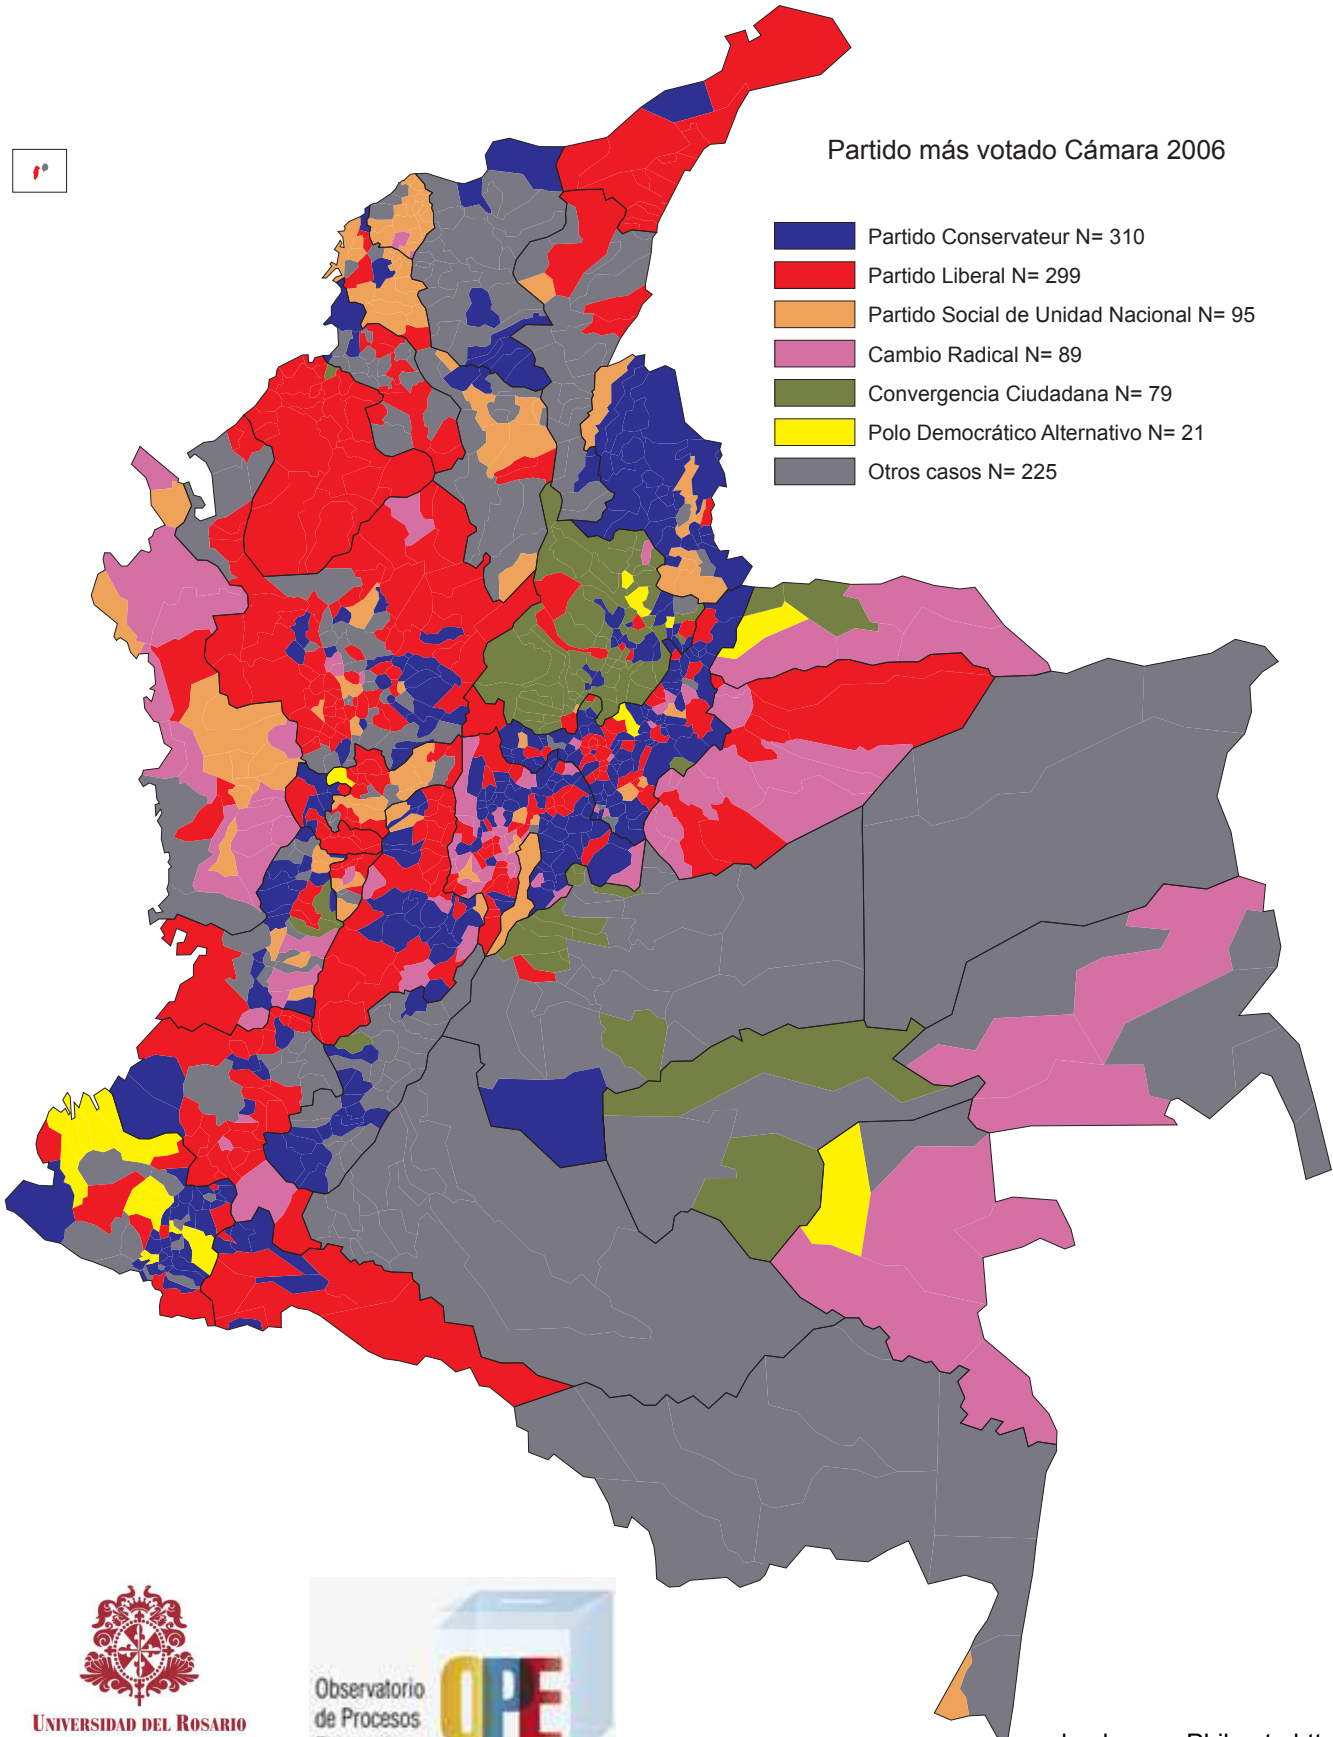 Partido más votado Cámara 2006
Partido Conservateur N= 310
Partido Liberal N= 299
Partido Social de Unidad Nacional N= 95
Cambio Radical N= 89
Convergencia Ciudadana N= 79
Polo Democrático Alternativo N= 21
Otros casos N= 225
UNIVERSIDAD DEL ROSARIO
Observatorio
de Procesos
OPE